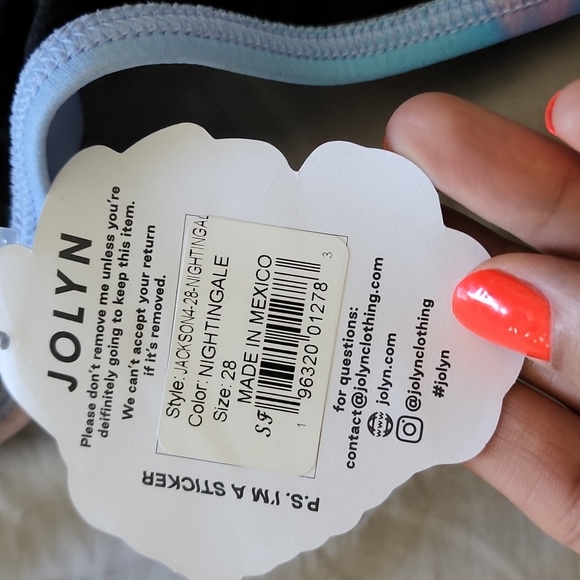 JOLYN
Please don't remove me unless you're
deifinitely going to keep this item.
We can't accept your return
if it's removed.
Style: JACKSON4-28-NIGHTINGAL
Color: NIGHTINGALE
Size: 28
MADE IN MEXICO
SF
1 96320 01278 3
for questions:
contact@jolynclothing.com
www jolyn.com
@jolynclothing
#jolyn
P.S. I'M A STICKER